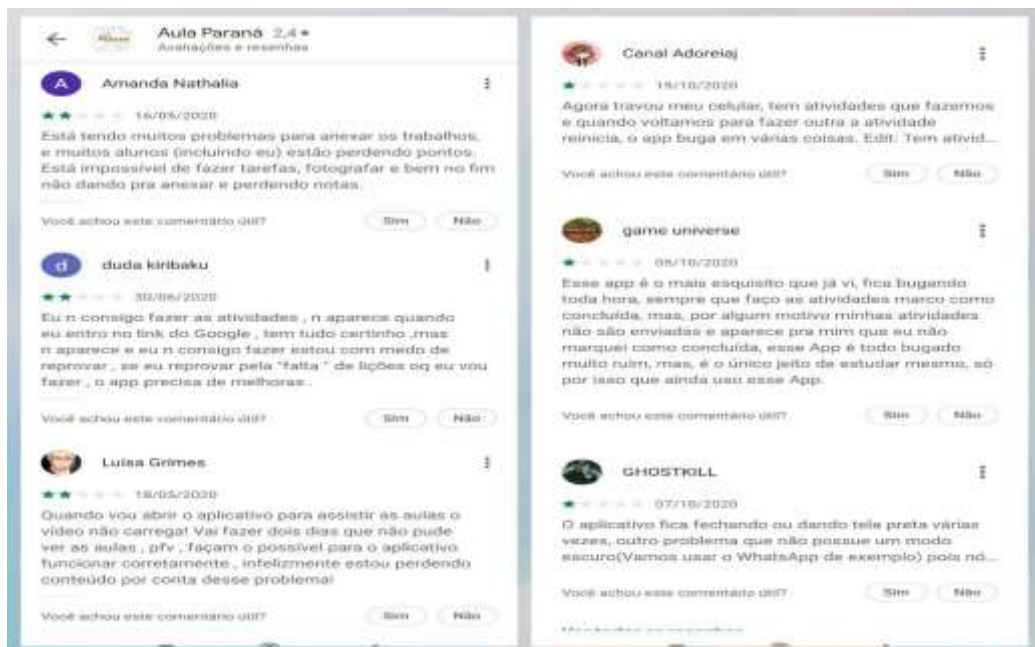 Aula Paraná 2,4 ★
Avaliações e resenhas
A
Amanda Nathalia
16/05/2020
Está tendo muitos problemas para anexar os trabalhos,
e muitos alunos (incluindo eu) estão perdendo pontos.
Está impossível de fazer tarefas, fotografar e bem no fim
não dando pra anexar e perdendo notas.
Você achou este comentário útil?
Sim
Não
d
duda kiribaku
30/06/2020
Eu n consigo fazer as atividades , n aparece quando
eu entro no link do Google , tem tudo certinho ,mas
n aparece e eu n consigo fazer estou com medo de
reprovar , se eu reprovar pela "falta " de lições oq eu vou
fazer , o app precisa de melhoras .
Você achou este comentário útil?
Sim
Não
Luisa Grimes
18/05/2020
Quando vou abrir o aplicativo para assistir as aulas o
vídeo não carrega! Vai fazer dois dias que não pude
ver as aulas , pfv , façam o possível para o aplicativo
funcionar corretamente , infelizmente estou perdendo
conteúdo por conta desse problema!
Você achou este comentário útil?
Sim
Não
Canal Adoreiaj
19/10/2020
Agora travou meu celular, tem atividades que fazemos
e quando voltamos para fazer outra a atividade
reinicia, o app buga em várias coisas. Edit: Tem ativid...
Você achou este comentário útil?
Sim
Não
game universe
05/10/2020
Esse app é o mais esquisito que já vi, fica bugando
toda hora, sempre que faço as atividades marco como
concluída, mas, por algum motivo minhas atividades
não são enviadas e aparece pra mim que eu não
marquei como concluída, esse App é todo bugado
muito ruim, mas, é o único jeito de estudar mesmo, só
por isso que ainda uso esse App.
Você achou este comentário útil?
Sim
Não
GHOSTKILL
07/10/2020
O aplicativo fica fechando ou dando tela preta várias
vezes, outro problema que não possue um modo
escuro(Vamos usar o WhatsApp de exemplo) pois nó...
Você achou este comentário útil?
Sim
Não